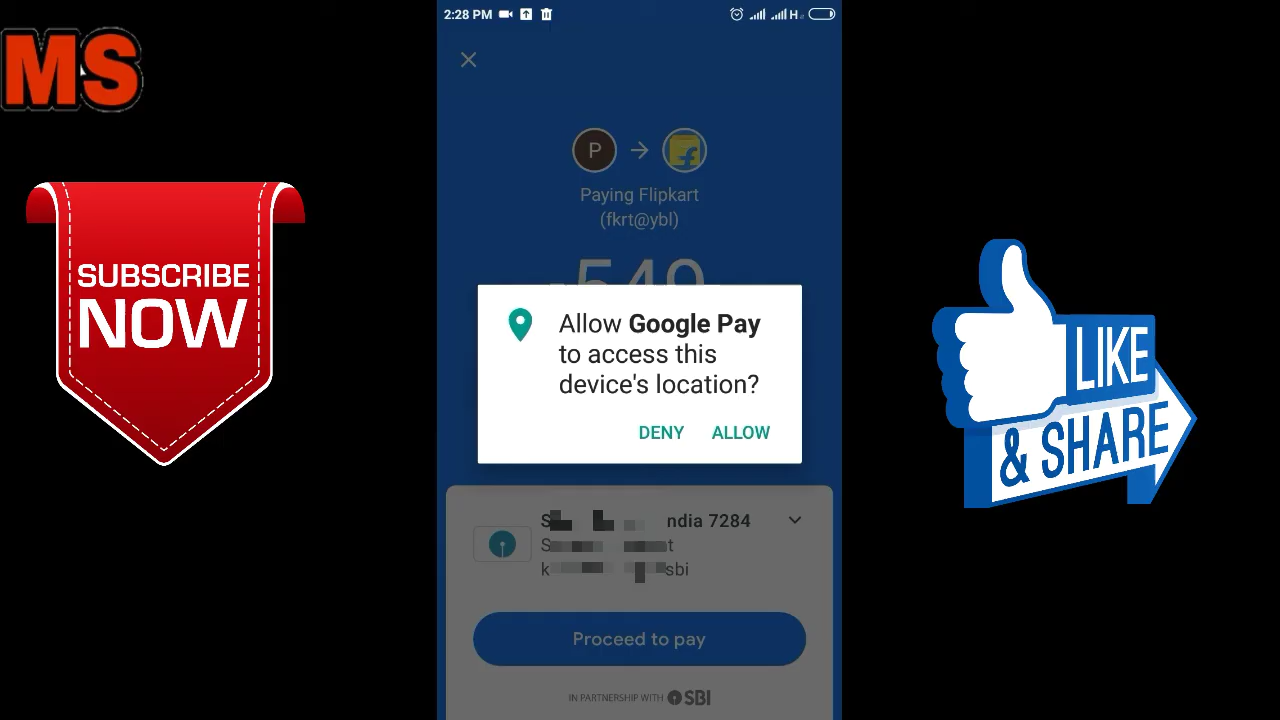 MS
2:28 PM
H
P
Paying Flipkart
(fkrt@ybl)
Allow Google Pay
to access this
device's location?
DENY ALLOW
ndia 7284
sbi
Proceed to pay
IN PARTNERSHIP WITH SBI
SUBSCRIBE
NOW
LIKE
& SHARE